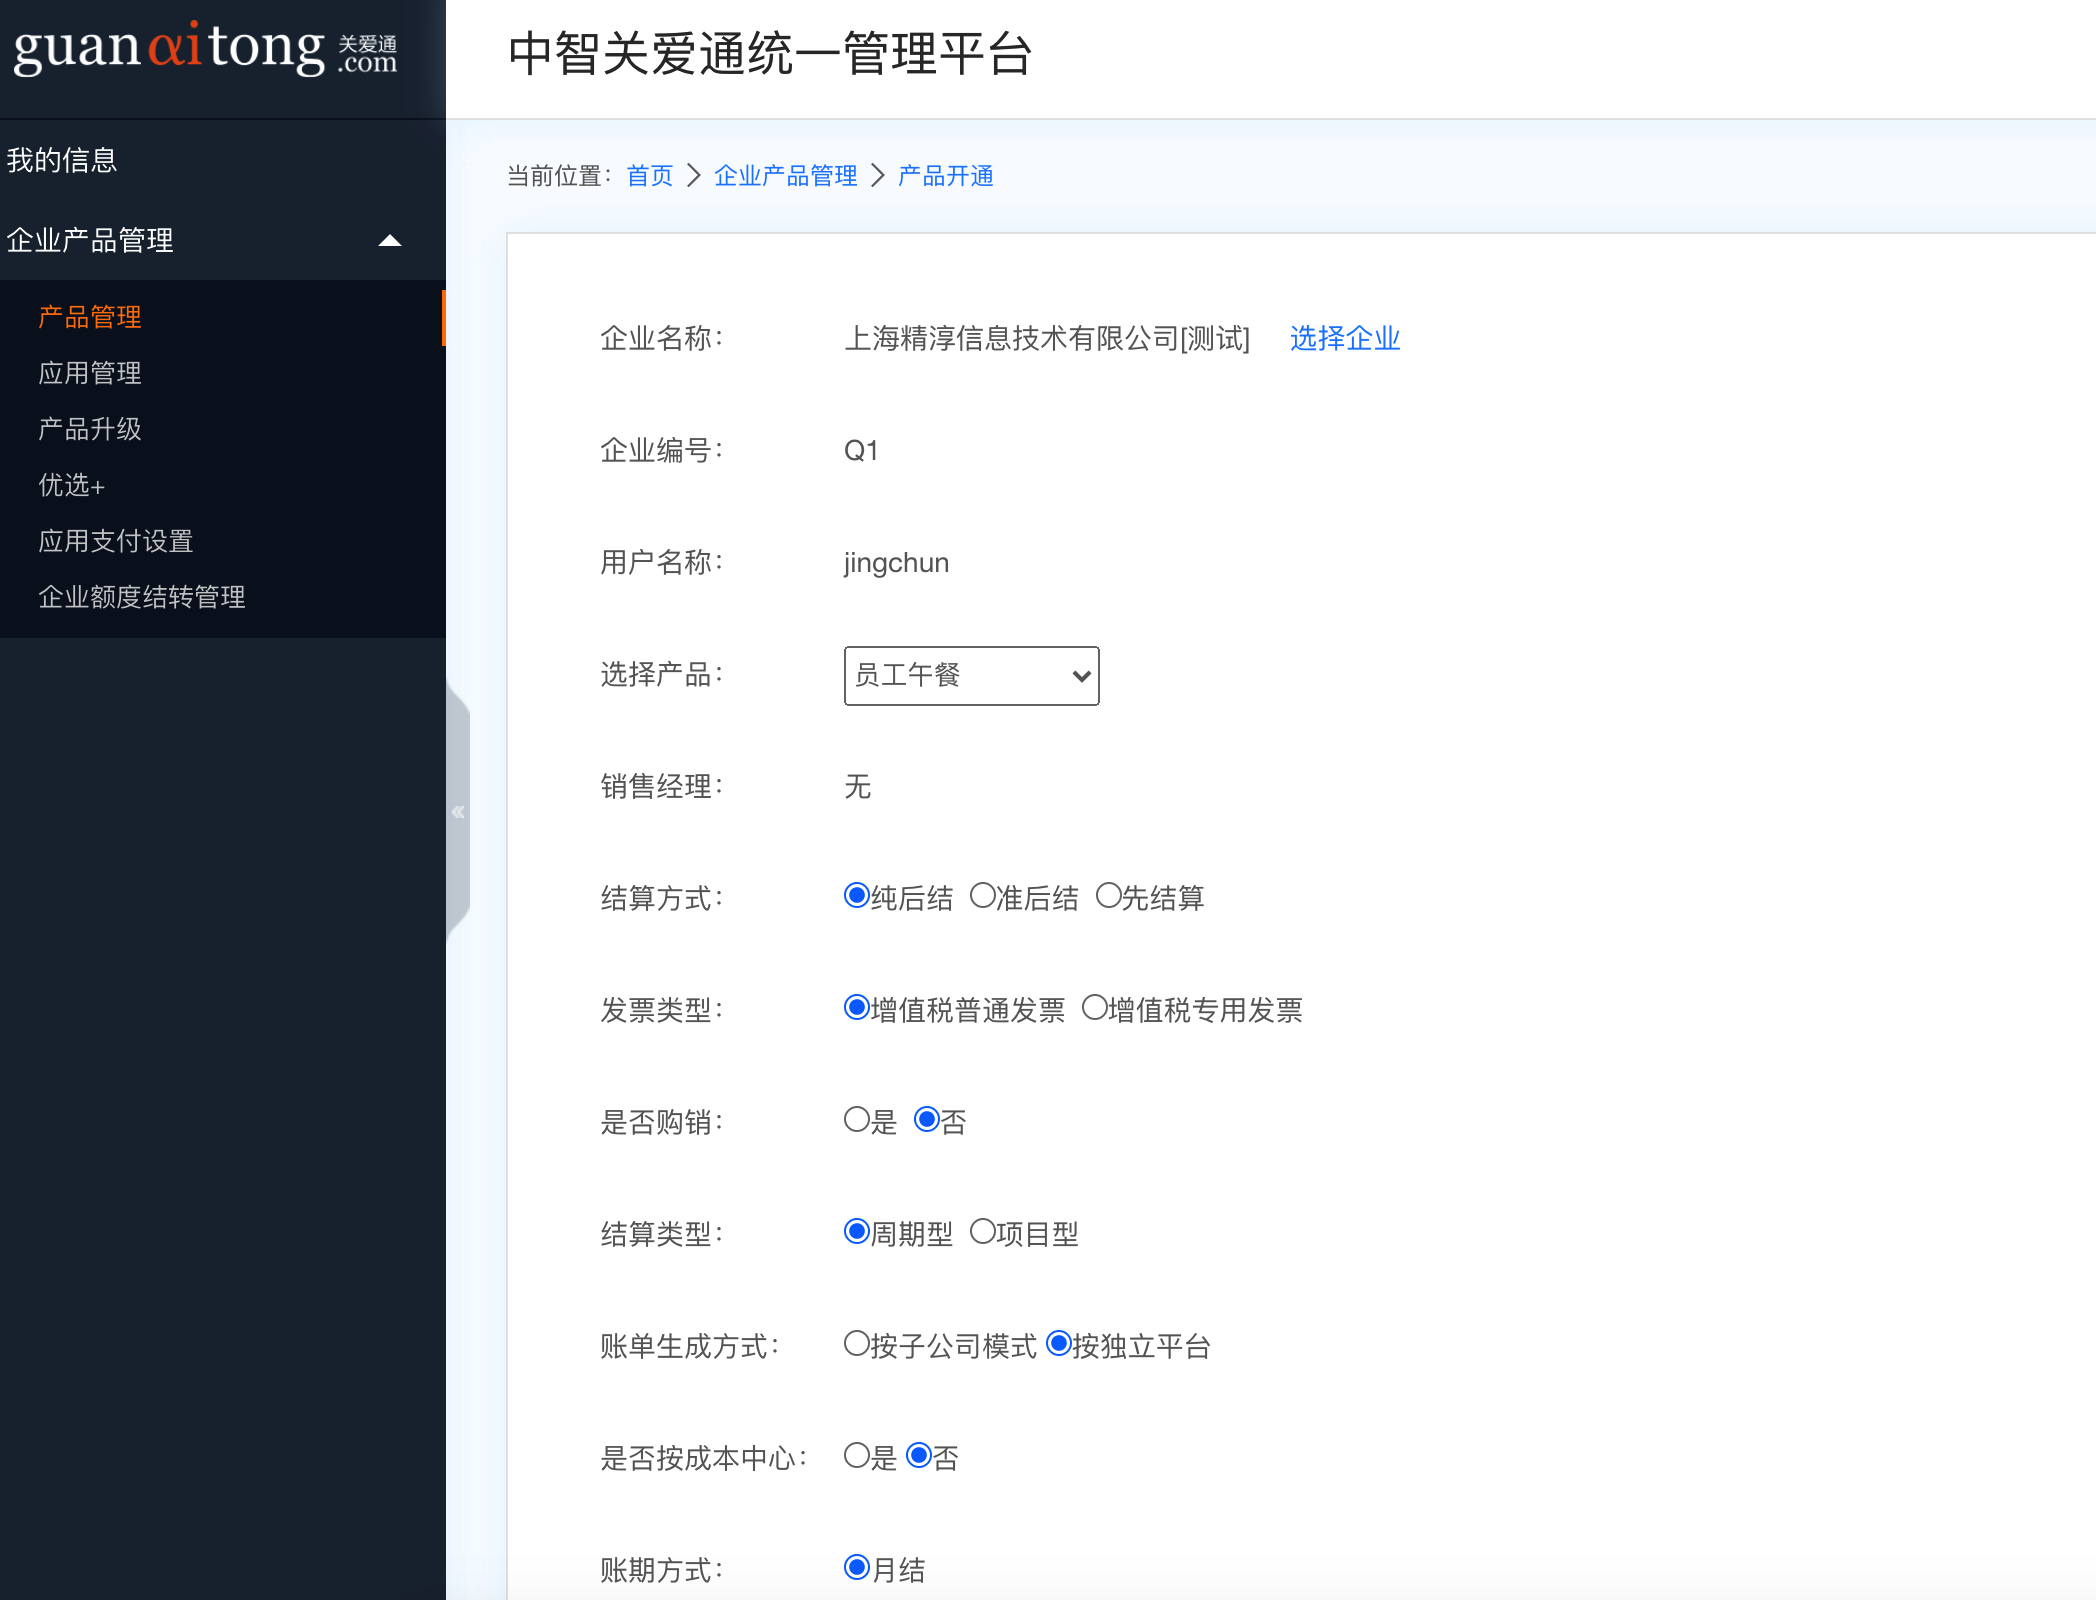 guanαitong 关爱通
.com
中智关爱通统一管理平台
我的信息
企业产品管理
产品管理
应用管理
产品升级
优选+
应用支付设置
企业额度结转管理
当前位置： 首页 > 企业产品管理 > 产品开通
企业名称： 上海精淳信息技术有限公司[测试] 选择企业
企业编号： Q1
用户名称： jingchun
选择产品： 员工午餐
销售经理： 无
结算方式： 纯后结 准后结 先结算
发票类型： 增值税普通发票 增值税专用发票
是否购销： 是 否
结算类型： 周期型 项目型
账单生成方式： 按子公司模式 按独立平台
是否按成本中心： 是 否
账期方式： 月结